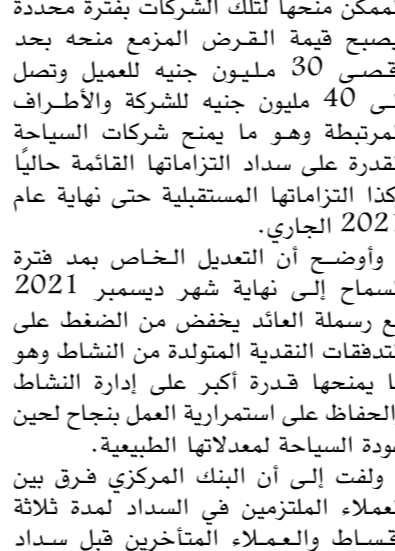 لممكن منحها لتلك الشركات بفترة محددة
يصبح قيمة القرض المزمع منحه بحد
قصى 30 مليون جنيه للعميل وتصل
لى 40 مليون جنيه للشركة والأطراف
لمرتبطة وهو ما يمنح شركات السياحة
لقدرة على سداد التزاماتها القائمة حاليًا
كذا التزاماتها المستقبلية حتى نهاية عام
2021 الجاري.
وأوضح أن التعديل الخاص بمد فترة
لسماح إلى نهاية شهر ديسمبر 2021
ع رسملة العائد يخفض من الضغط على
لتدفقات النقدية المتولدة من النشاط وهو
ا يمنحها قدرة أكبر على إدارة النشاط
الحفاظ على استمرارية العمل بنجاح لحين
ودة السياحة لمعدلاتها الطبيعية.
ولفت إلى أن البنك المركزي فرق بين
لعملاء الملتزمين في السداد لمدة ثلاثة
قساط والعملاء المتأخرين قبل سداد